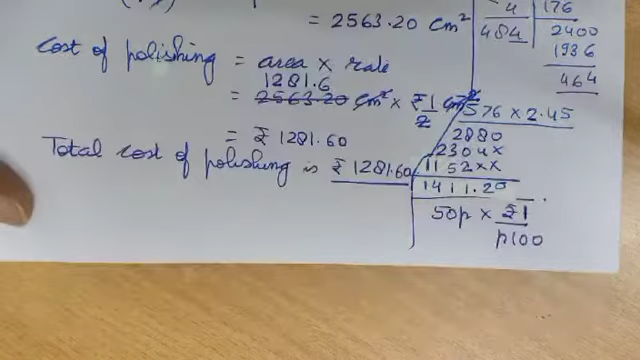 = 2563.20 cm²
Cost of polishing = area × rate
1281.6
= 2563.20 cm² × ₹1/2 cm²
= ₹ 1281.60
Total cost of polishing is ₹ 1281.60
4
484
176
2400
1936
464
576 × 2.45
2880
2304×
1152××
1411.20
50p × ₹1
p100